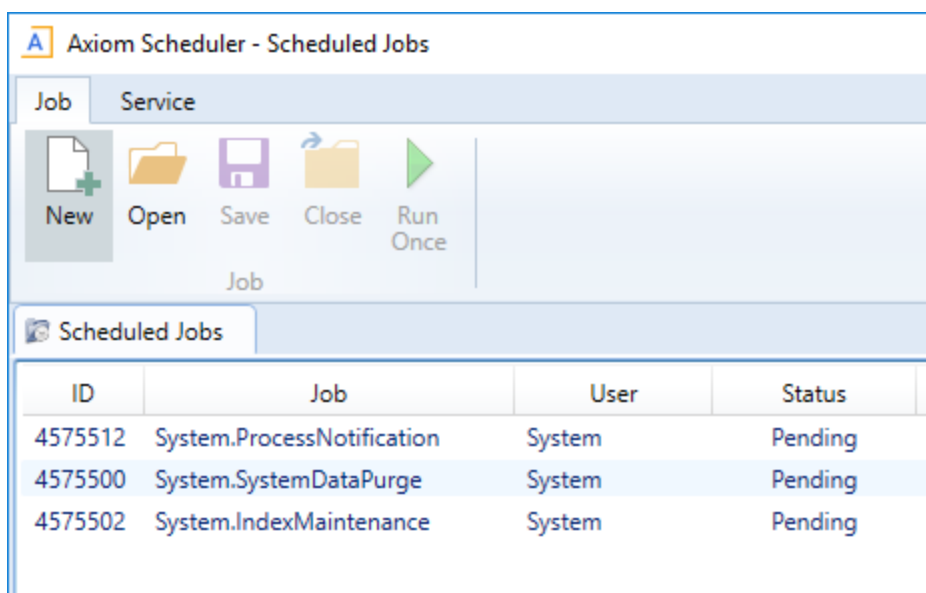 A Axiom Scheduler - Scheduled Jobs
Job Service
New Open Save Close Run Once
Job
Scheduled Jobs
ID Job User Status
4575512 System.ProcessNotification System Pending
4575500 System.SystemDataPurge System Pending
4575502 System.IndexMaintenance System Pending